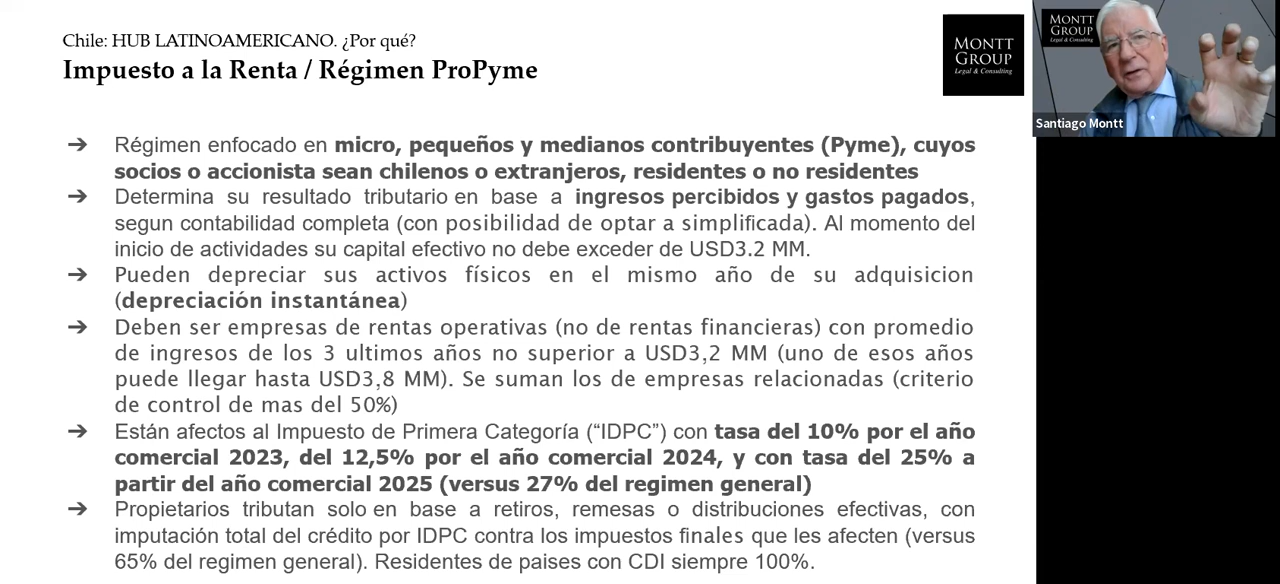 Chile: HUB LATINOAMERICANO. ¿Por qué?
Impuesto a la Renta / Régimen ProPyme
MONTT
GROUP
Legal & Consulting
MONTT
GROUP
Legal & Consulting
Santiago Montt
➔ Régimen enfocado en micro, pequeños y medianos contribuyentes (Pyme), cuyos
socios o accionista sean chilenos o extranjeros, residentes o no residentes
➔ Determina su resultado tributario en base a ingresos percibidos y gastos pagados,
segun contabilidad completa (con posibilidad de optar a simplificada). Al momento del
inicio de actividades su capital efectivo no debe exceder de USD3.2 MM.
➔ Pueden depreciar sus activos físicos en el mismo año de su adquisicion
(depreciación instantánea)
➔ Deben ser empresas de rentas operativas (no de rentas financieras) con promedio
de ingresos de los 3 ultimos años no superior a USD3,2 MM (uno de esos años
puede llegar hasta USD3,8 MM). Se suman los de empresas relacionadas (criterio
de control de mas del 50%)
➔ Están afectos al Impuesto de Primera Categoría (“IDPC”) con tasa del 10% por el año
comercial 2023, del 12,5% por el año comercial 2024, y con tasa del 25% a
partir del año comercial 2025 (versus 27% del regimen general)
➔ Propietarios tributan solo en base a retiros, remesas o distribuciones efectivas, con
imputación total del crédito por IDPC contra los impuestos finales que les afecten (versus
65% del regimen general). Residentes de paises con CDI siempre 100%.